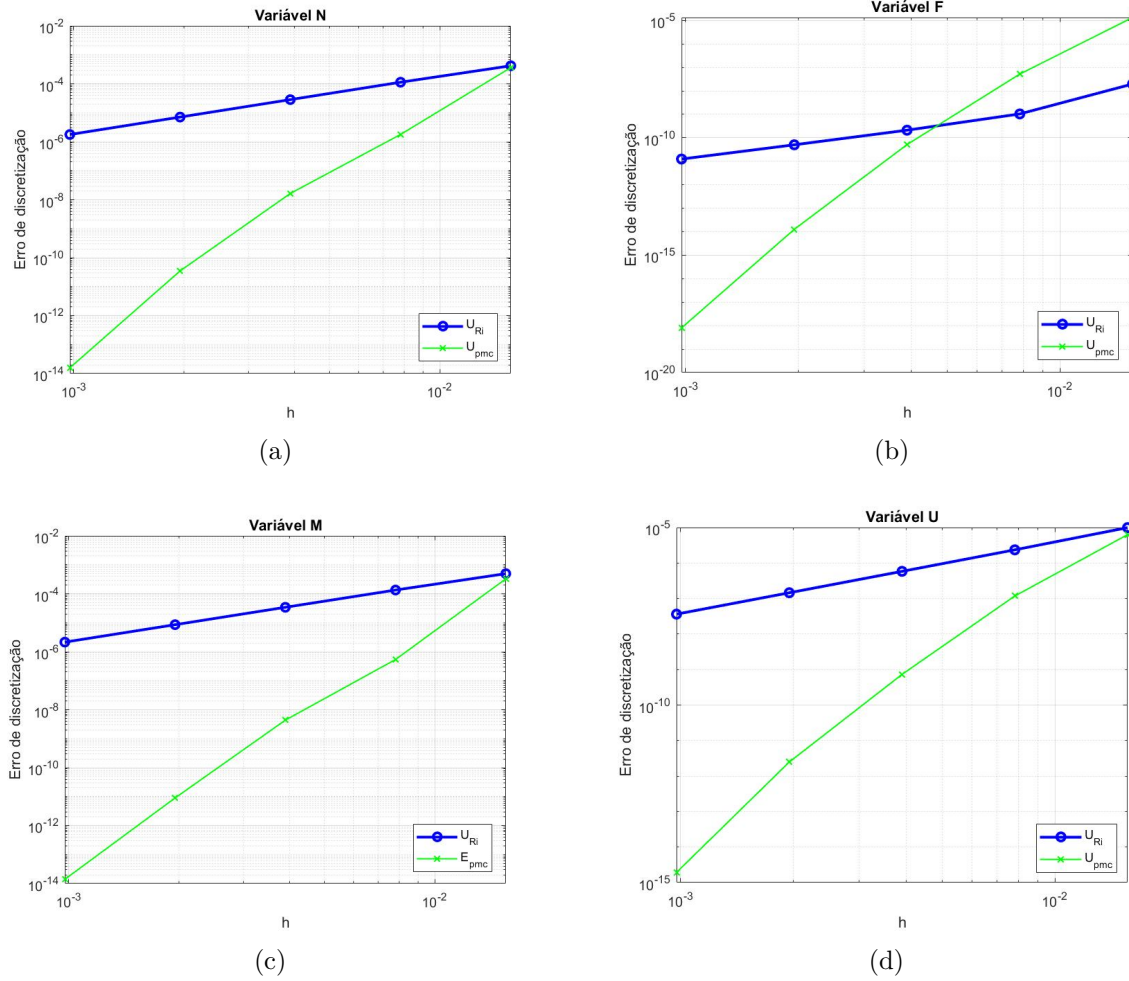 Variável N
10^-2
10^-4
10^-6
10^-8
10^-10
10^-12
10^-14
Erro de discretização
10^-3
10^-2
h
U_Ri
U_pmc
(a)
Variável F
10^-5
10^-10
10^-15
10^-20
Erro de discretização
10^-3
10^-2
h
U_Ri
U_pmc
(b)
Variável M
10^-2
10^-4
10^-6
10^-8
10^-10
10^-12
10^-14
Erro de discretização
10^-3
10^-2
h
U_Ri
E_pmc
(c)
Variável U
10^-5
10^-10
10^-15
Erro de discretização
10^-3
10^-2
h
U_Ri
U_pmc
(d)